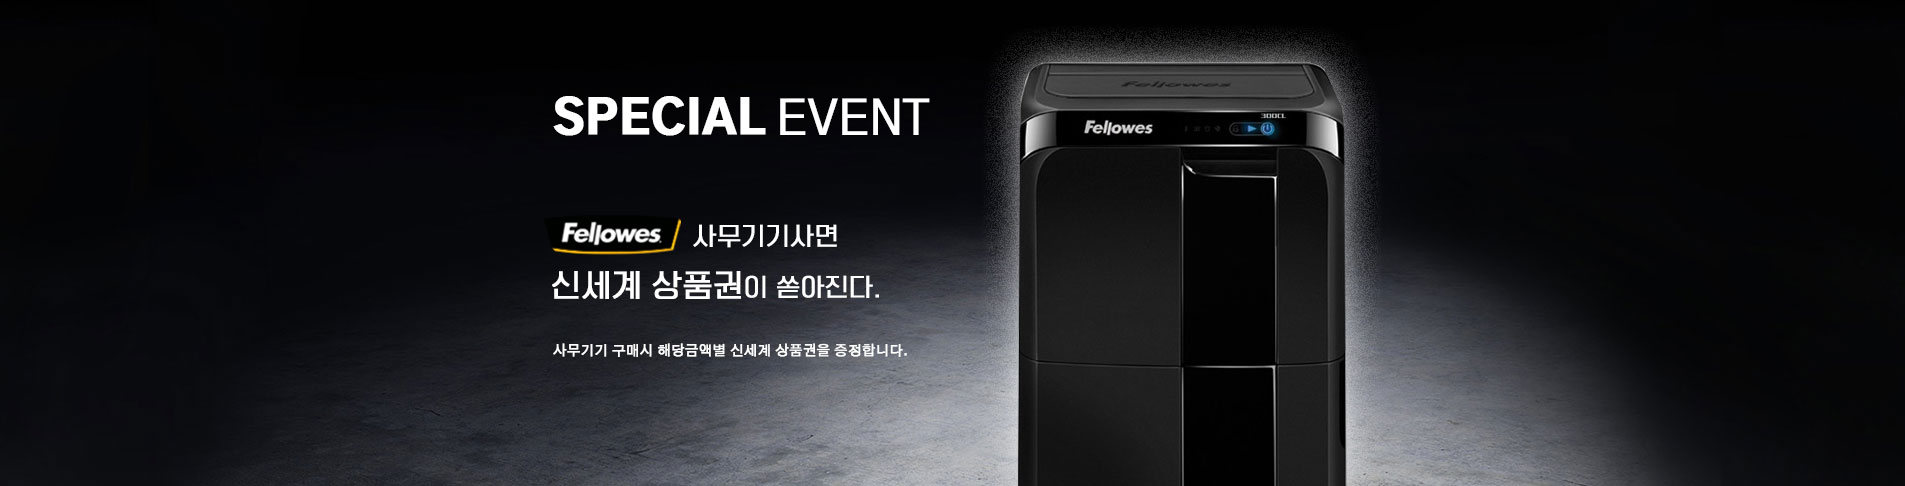 SPECIAL EVENT
Fellowes 사무기기사면
신세계 상품권이 쏟아진다.
사무기기 구매시 해당금액별 신세계 상품권을 증정합니다.
Fellowes
300CL
Fellowes